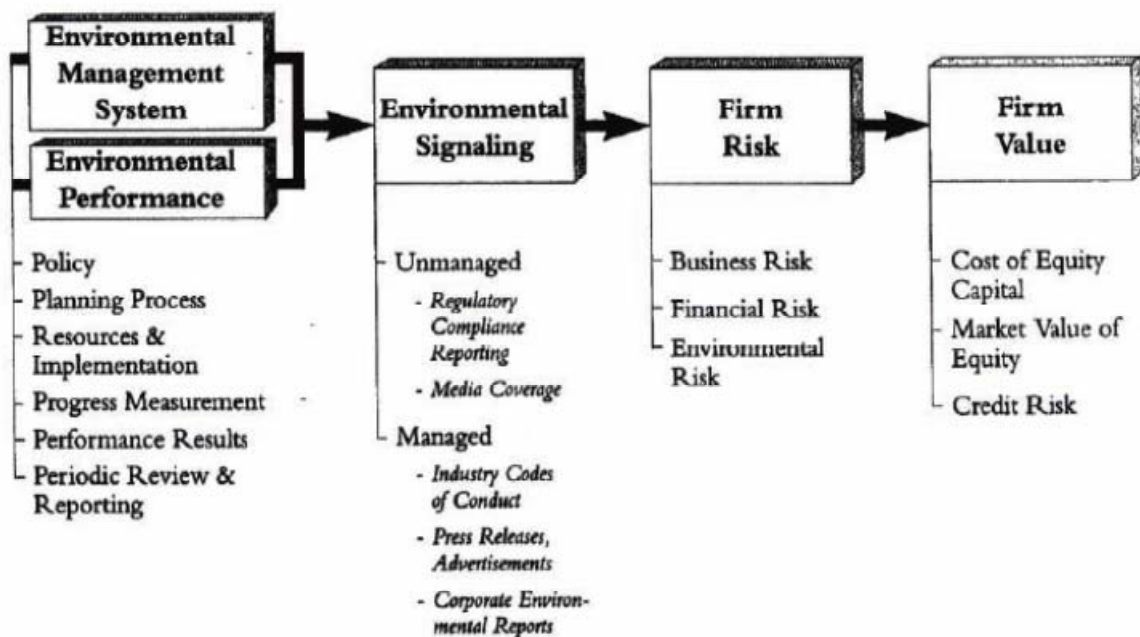 Environmental
Management
System
Environmental
Performance
- Policy
- Planning Process
- Resources &
Implementation
- Progress Measurement
- Performance Results
- Periodic Review &
Reporting
Environmental
Signaling
- Unmanaged
- Regulatory
Compliance
Reporting
- Media Coverage
- Managed
- Industry Codes
of Conduct
- Press Releases,
Advertisements
- Corporate Environ-
mental Reports
Firm
Risk
- Business Risk
- Financial Risk
- Environmental
Risk
Firm
Value
- Cost of Equity
Capital
- Market Value of
Equity
- Credit Risk